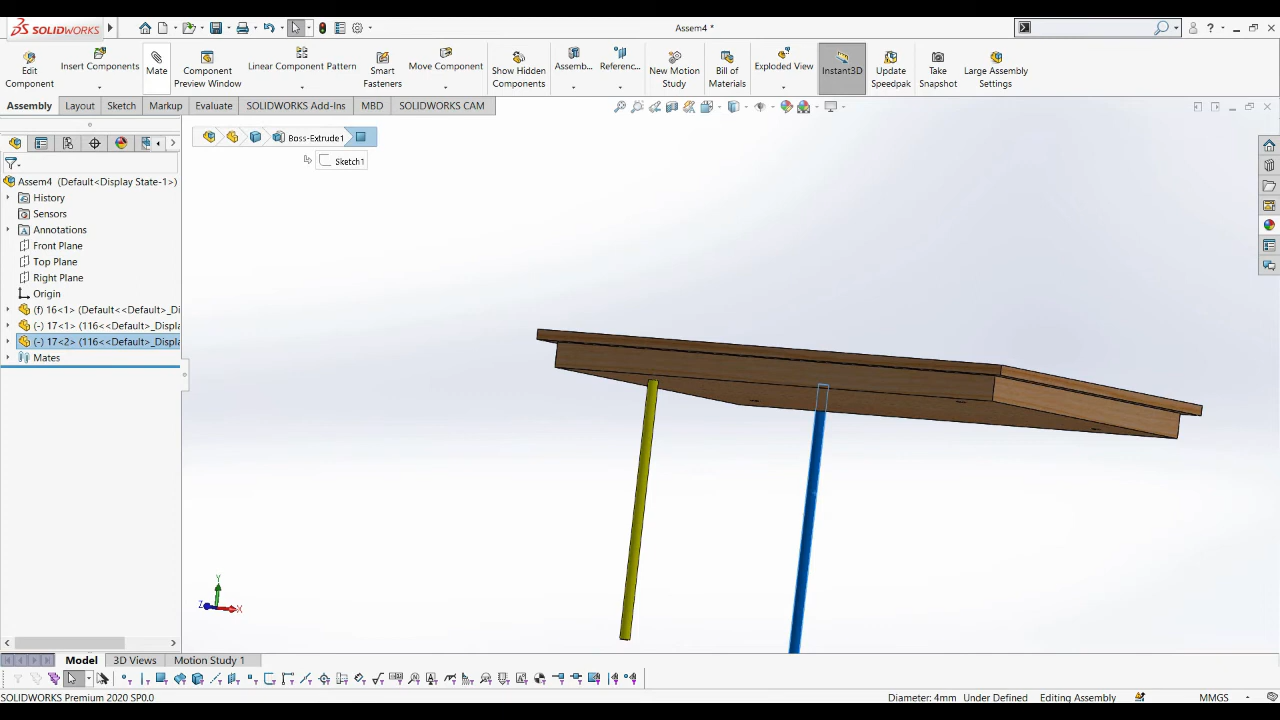 SOLIDWORKS
Assem4 *
Edit Component
Insert Components
Mate
Component Preview Window
Linear Component Pattern
Smart Fasteners
Move Component
Show Hidden Components
Assemb...
Referenc...
New Motion Study
Bill of Materials
Exploded View
Instant3D
Update Speedpak
Take Snapshot
Large Assembly Settings
Assembly
Layout
Sketch
Markup
Evaluate
SOLIDWORKS Add-Ins
MBD
SOLIDWORKS CAM
Boss-Extrude1
Sketch1
Assem4 (Default<Display State-1>)
History
Sensors
Annotations
Front Plane
Top Plane
Right Plane
Origin
(f) 16<1> (Default<<Default>_Di
(-) 17<1> (116<<Default>_Displa
(-) 17<2> (116<<Default>_Displa
Mates
Y
Z
X
Model
3D Views
Motion Study 1
SOLIDWORKS Premium 2020 SP0.0
Diameter: 4mm
Under Defined
Editing Assembly
MMGS